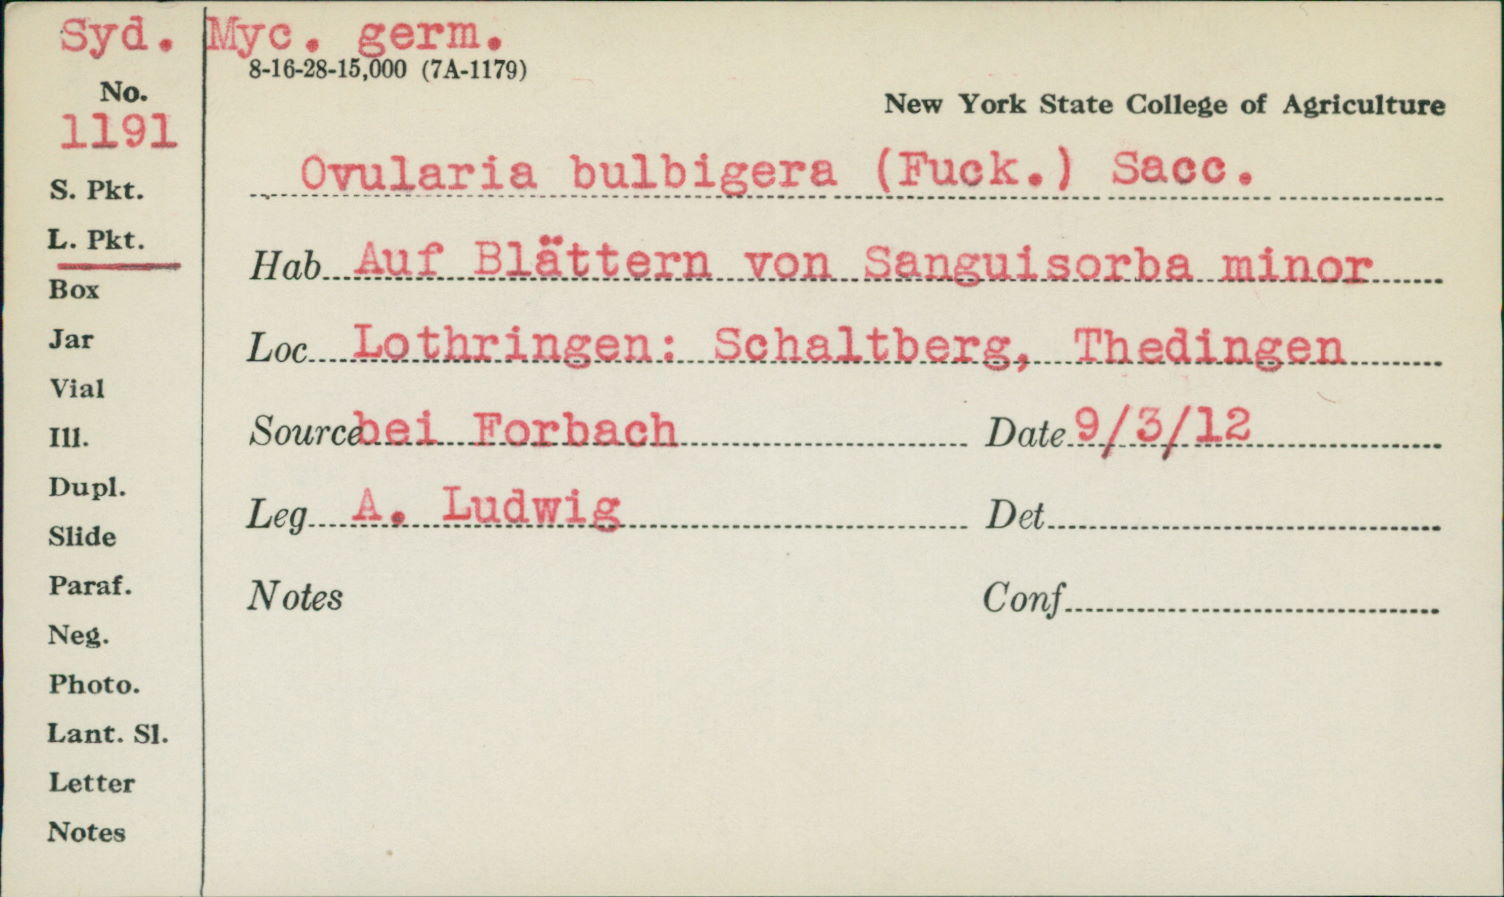 Syd. Myc. germ.
8-16-28-15,000 (7A-1179)
No.
1191
New York State College of Agriculture
Ovularia bulbigera (Fuck.) Sacc.
S. Pkt.
L. Pkt.
Hab Auf Blättern von Sanguisorba minor
Box
Jar
Loc Lothringen: Schaltberg, Thedingen
Vial
Ill.
Source bei Forbach Date 9/3/12
Dupl.
Leg A. Ludwig Det
Slide
Paraf.
Notes Conf
Neg.
Photo.
Lant. Sl.
Letter
Notes